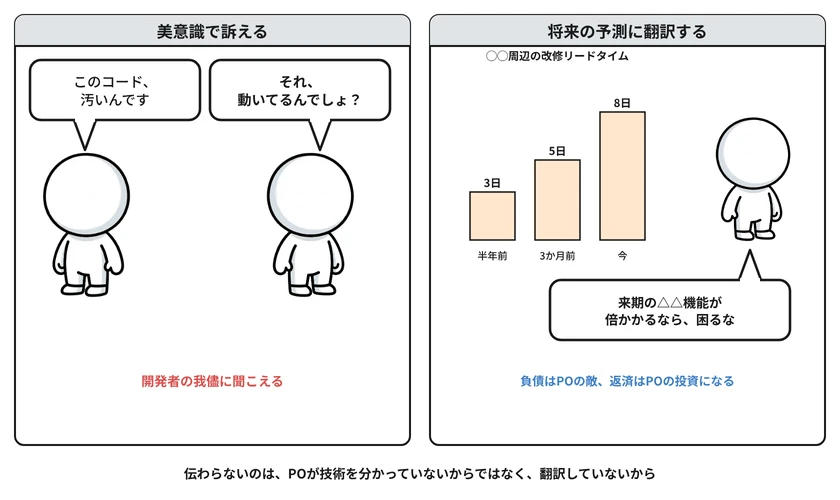 美意識で訴える
このコード、
汚いんです
それ、
動いてるんでしょ？
開発者の我儘に聞こえる
将来の予測に翻訳する
〇〇周辺の改修リードタイム
3日
5日
8日
半年前
3か月前
今
来期の△△機能が
倍かかるなら、困るな
負債はPOの敵、返済はPOの投資になる
伝わらないのは、POが技術を分かっていないからではなく、翻訳していないから